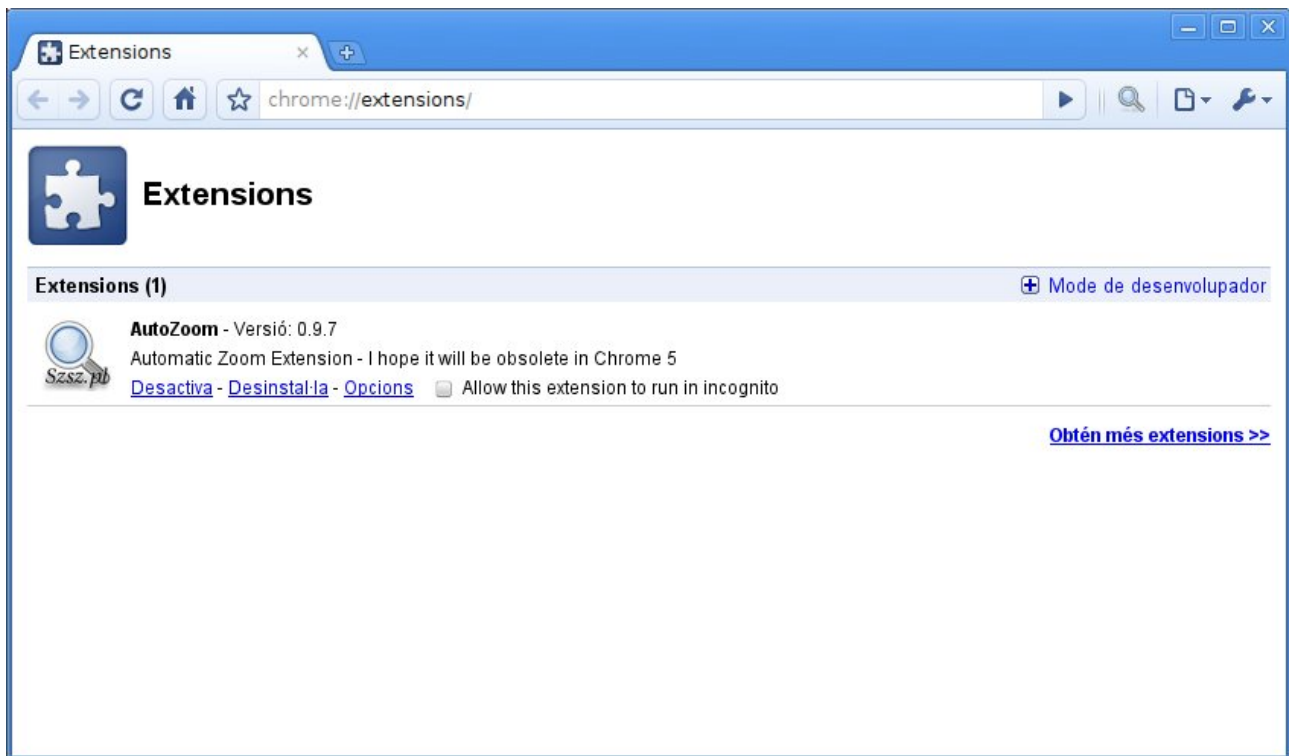 Extensions
chrome://extensions/
Extensions
Extensions (1) Mode de desenvolupador
AutoZoom - Versió: 0.9.7
Automatic Zoom Extension - I hope it will be obsolete in Chrome 5
Szsz.pb
Desactiva - Desinstal·la - Opcions Allow this extension to run in incognito
Obtén més extensions >>